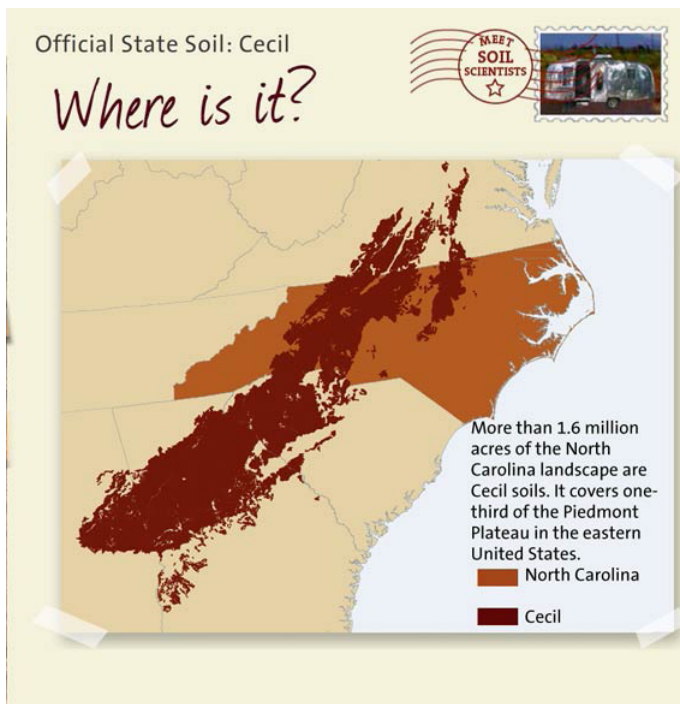 Official State Soil: Cecil
MEET
SOIL
SCIENTISTS
Where is it?
More than 1.6 million
acres of the North
Carolina landscape are
Cecil soils. It covers one-
third of the Piedmont
Plateau in the eastern
United States.
North Carolina
Cecil